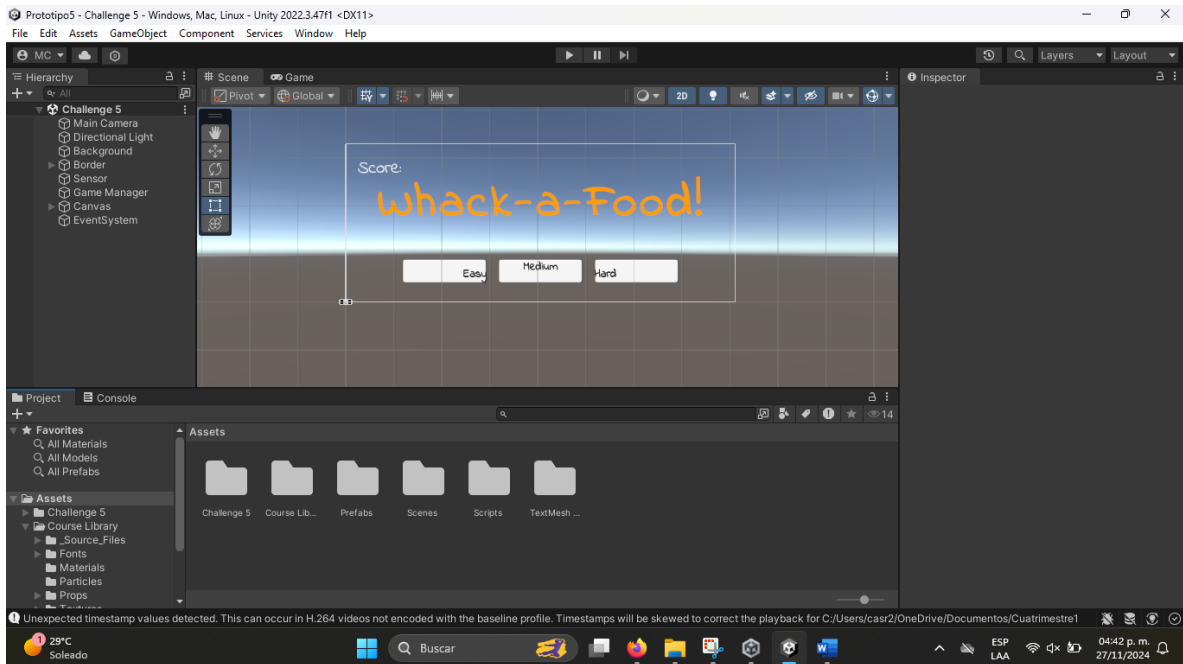 Prototipo5 - Challenge 5 - Windows, Mac, Linux - Unity 2022.3.47f1 <DX11>
File Edit Assets GameObject Component Services Window Help
MC Layers Layout
Hierarchy
All
Challenge 5
Main Camera
Directional Light
Background
Border
Sensor
Game Manager
Canvas
EventSystem
Scene Game
Pivot Global 2D
Score:
whack-a-Food!
Easy Medium Hard
Inspector
Project Console
14
Favorites
All Materials
All Models
All Prefabs
Assets
Challenge 5
Course Library
_Source_Files
Fonts
Materials
Particles
Props
Textures
Assets
Challenge 5 Course Lib... Prefabs Scenes Scripts TextMesh ...
Unexpected timestamp values detected. This can occur in H.264 videos not encoded with the baseline profile. Timestamps will be skewed to correct the playback for C:/Users/casr2/OneDrive/Documentos/Cuatrimestre1
1
29°C
Soleado
Buscar
ESP
LAA
04:42 p. m.
27/11/2024